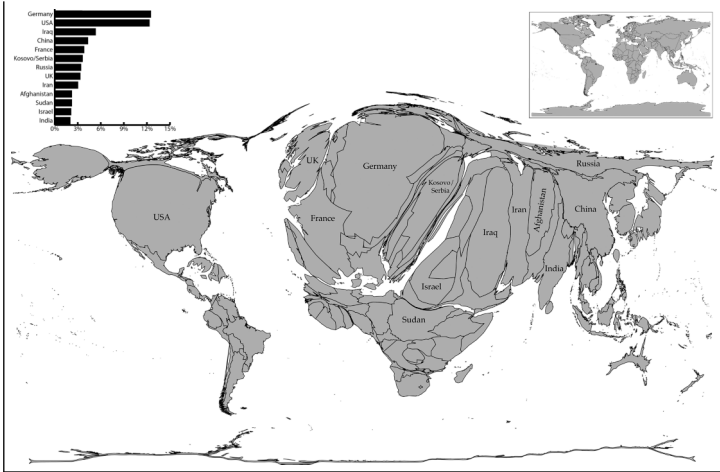 Germany
USA
Iraq
China
France
Kosovo/Serbia
Russia
UK
Iran
Afghanistan
Sudan
Israel
India
0% 3% 6% 9% 12% 15%
UK
Germany
Russia
Kosovo/
Serbia
USA
France
Iran
Afghanistan
China
Iraq
India
Israel
Sudan